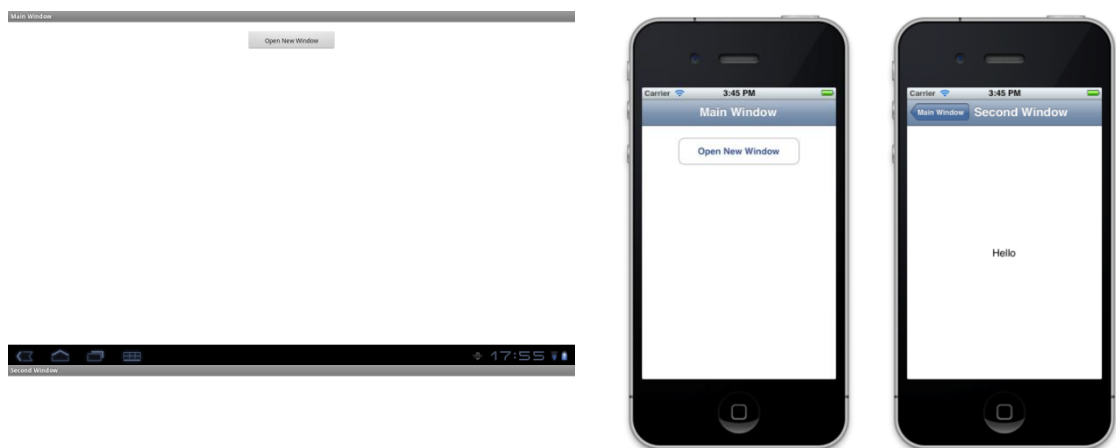 Main Window
Open New Window
17:55
Second Window
Carrier 3:45 PM
Main Window
Open New Window
Carrier 3:45 PM
Main Window Second Window
Hello